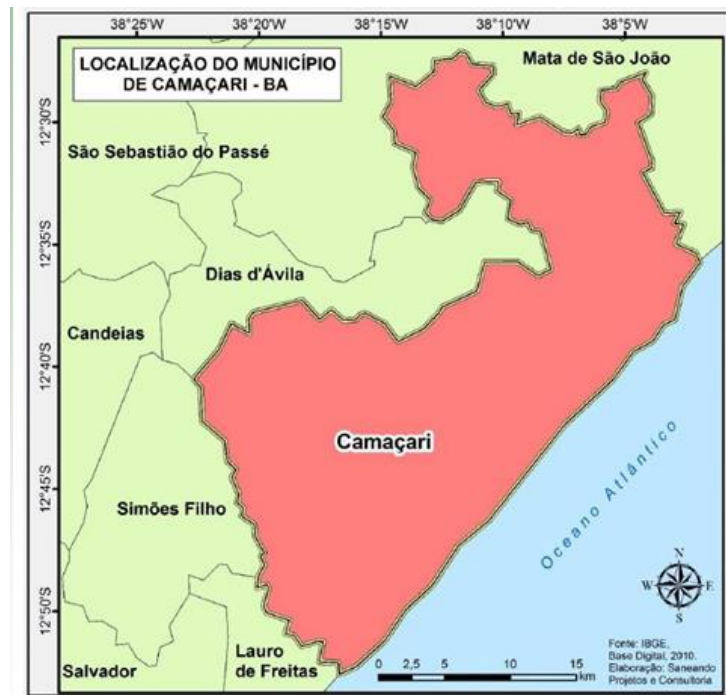 38°25'W 38°20'W 38°15'W 38°10'W 38°5'W
LOCALIZAÇÃO DO MUNICÍPIO
DE CAMAÇARI - BA
Mata de São João
12°30'S
São Sebastião do Passé
12°35'S
Dias d'Ávila
Candeias
12°40'S
Camaçari
Oceano Atlântico
12°45'S
Simões Filho
N
W E
S
12°50'S
Lauro
de Freitas
Salvador
0 2,5 5 10 15
km
Fonte: IBGE,
Base Digital, 2010.
Elaboração: Saneando
Projetos e Consultoria